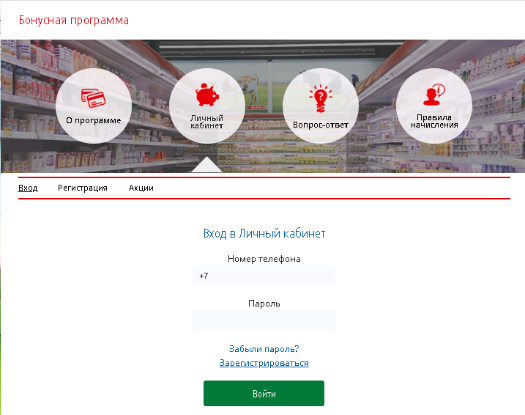 Бонусная программа
О программе
Личный
кабинет
Вопрос-ответ
Правила
начисления
Вход Регистрация Акции
Вход в Личный кабинет
Номер телефона
+7
Пароль
Забыли пароль?
Зарегистрироваться
Войти